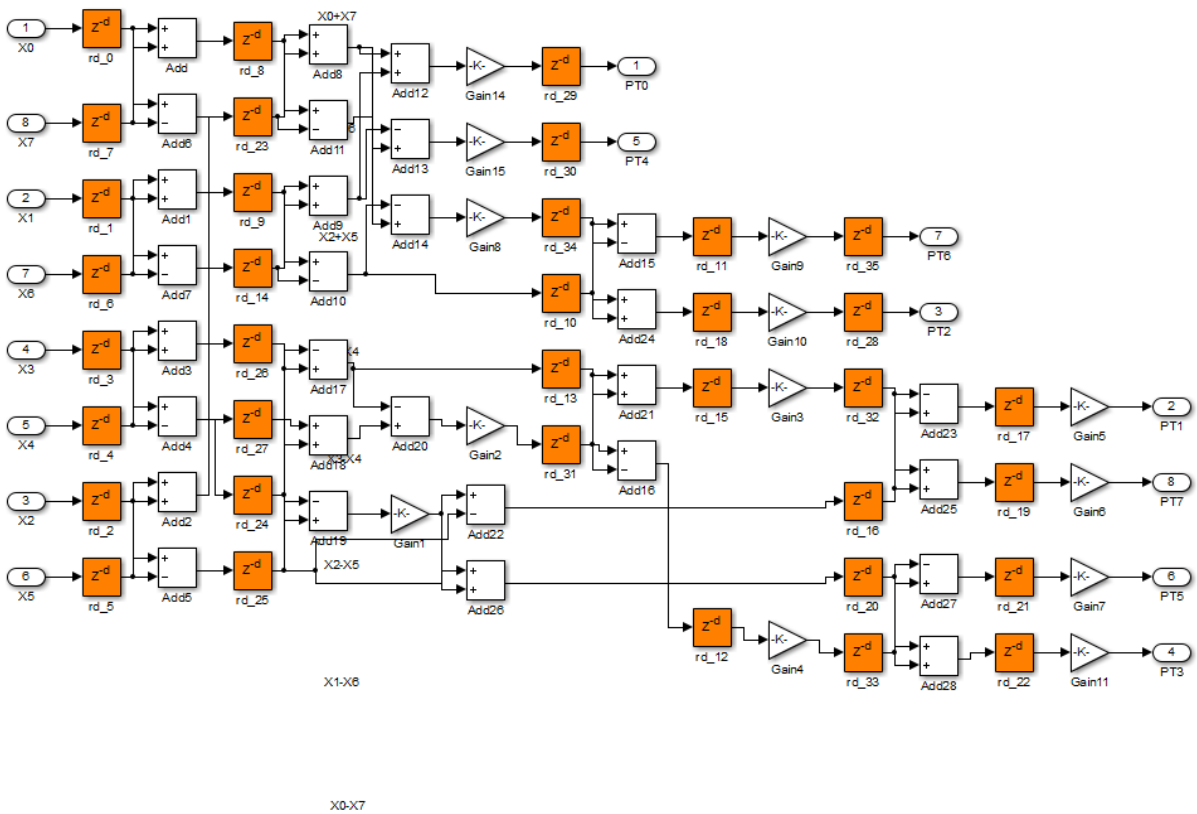 X0+X7
1
X0
z-d
rd_0
+
+
Add
z-d
rd_8
+
+
Add8
+
+
Add12
-K-
Gain14
z-d
rd_29
1
PT0
8
X7
z-d
rd_7
+
−
Add6
z-d
rd_23
+
−
Add11
6
−
+
Add13
-K-
Gain15
z-d
rd_30
5
PT4
2
X1
z-d
rd_1
+
+
Add1
z-d
rd_9
+
+
Add9
X2+X5
−
+
Add14
-K-
Gain8
z-d
rd_34
+
−
Add15
z-d
rd_11
-K-
Gain9
z-d
rd_35
7
PT6
7
X6
z-d
rd_6
+
−
Add7
z-d
rd_14
+
−
Add10
z-d
rd_10
+
+
Add24
z-d
rd_18
-K-
Gain10
z-d
rd_28
3
PT2
4
X3
z-d
rd_3
+
+
Add3
z-d
rd_26
−
+
Add17
X4
z-d
rd_13
+
+
Add21
z-d
rd_15
-K-
Gain3
z-d
rd_32
−
+
Add23
z-d
rd_17
-K-
Gain5
2
PT1
5
X4
z-d
rd_4
+
−
Add4
z-d
rd_27
+
+
Add18
X3-X4
−
+
Add20
-K-
Gain2
z-d
rd_31
+
−
Add16
3
X2
z-d
rd_2
+
+
Add2
z-d
rd_24
+
+
Add19
-K-
Gain1
+
−
Add22
z-d
rd_16
+
+
Add25
z-d
rd_19
-K-
Gain6
8
PT7
6
X5
z-d
rd_5
+
−
Add5
z-d
rd_25
X2-X5
+
+
Add26
z-d
rd_20
−
+
Add27
z-d
rd_21
-K-
Gain7
6
PT5
z-d
rd_12
-K-
Gain4
z-d
rd_33
+
+
Add28
z-d
rd_22
-K-
Gain11
4
PT3
X1-X6
X0-X7